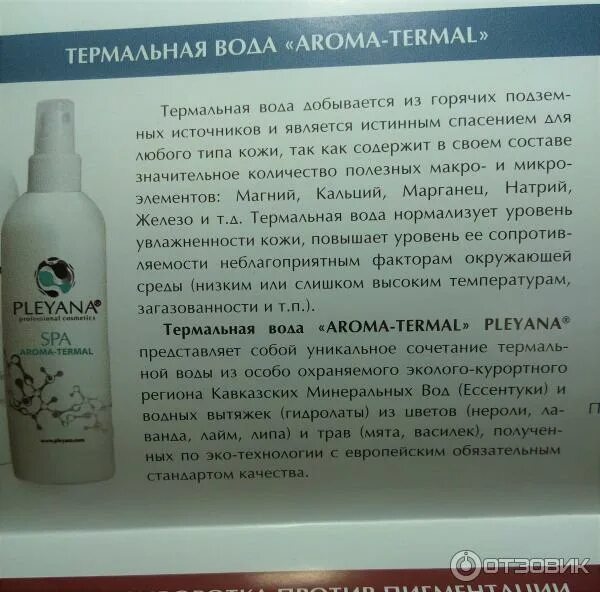 ТЕРМАЛЬНАЯ ВОДА «AROMA-TERMAL»
Термальная вода добывается из горячих подзем-
ных источников и является истинным спасением для
любого типа кожи, так как содержит в своем составе
значительное количество полезных макро- и микро-
элементов: Магний, Кальций, Марганец, Натрий,
Железо и т.д. Термальная вода нормализует уровень
увлажненности кожи, повышает уровень ее сопротив-
ляемости неблагоприятным факторам окружающей
среды (низким или слишком высоким температурам,
загазованности и т.п.).
Термальная вода «AROMA-TERMAL» PLEYANA®
представляет собой уникальное сочетание термаль-
ной воды из особо охраняемого эколого-курортного
региона Кавказских Минеральных Вод (Ессентуки) и
водных вытяжек (гидролаты) из цветов (нероли, ла-
ванда, лайм, липа) и трав (мята, василек), получен-
ных по эко-технологии с европейским обязательным
стандартом качества.
PLEYANA®
professional cosmetics
SPA
AROMA-TERMAL
www.pleyana.com
П
ПРОТИВ ПИГМЕНТАЦИИ
ОТЗОВИК